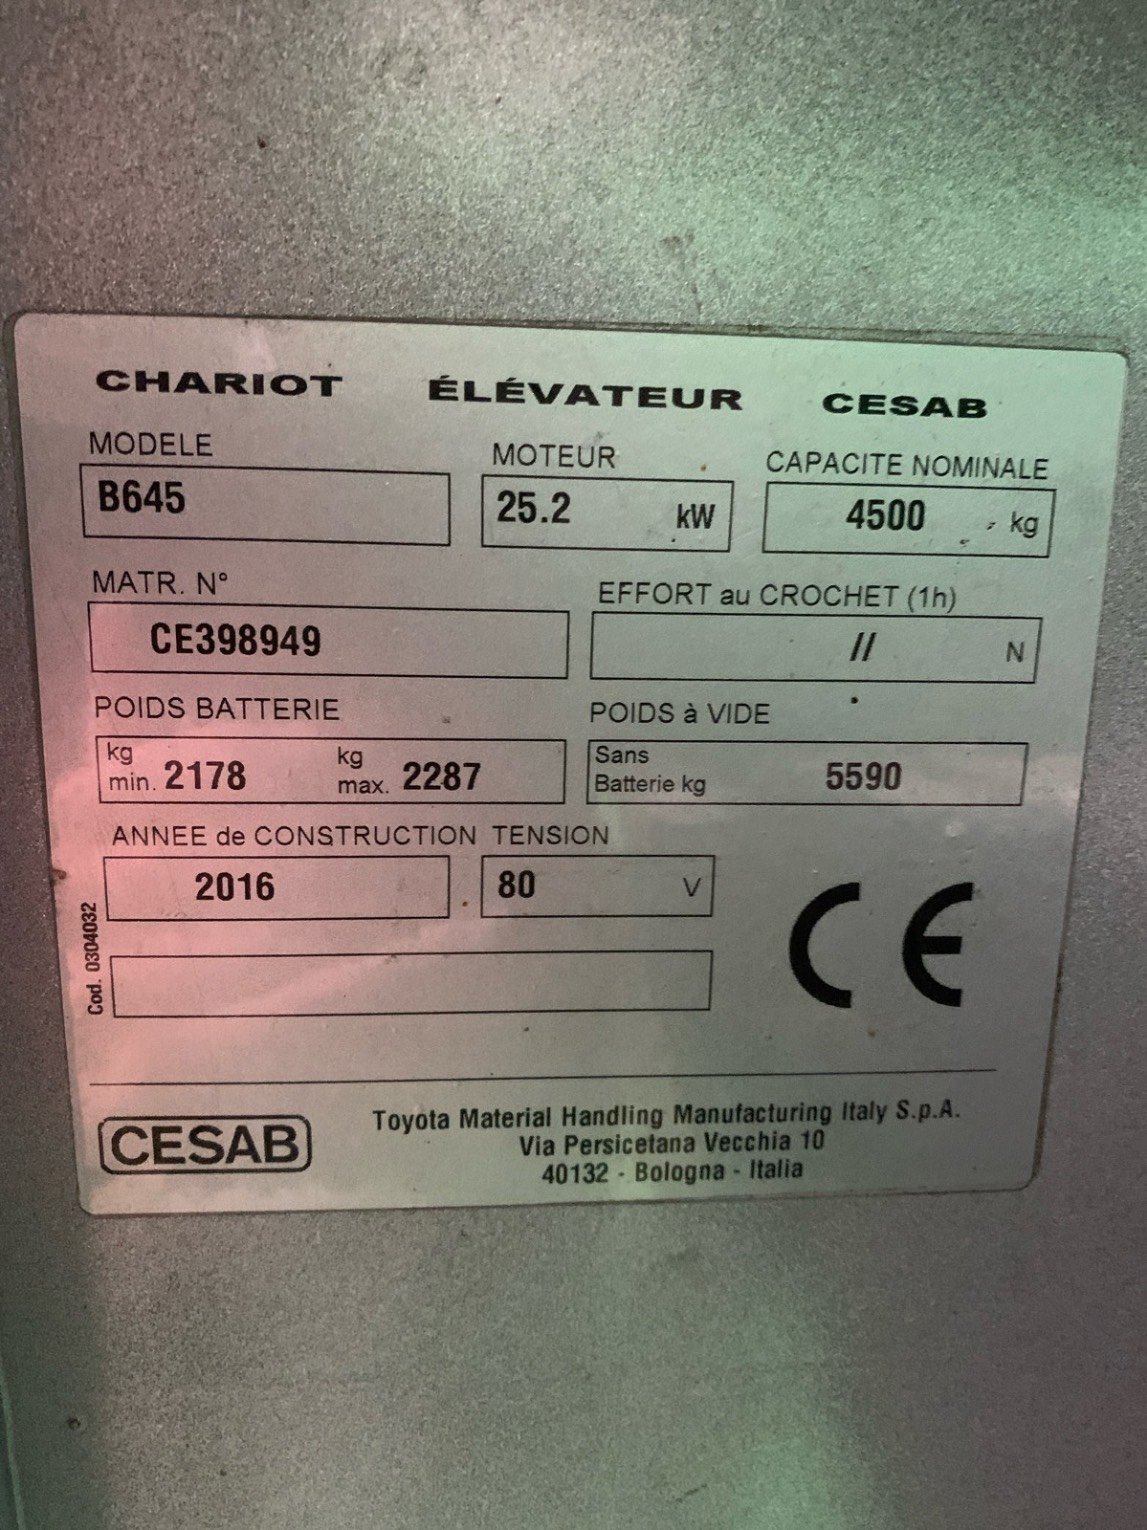 CHARIOT ÉLÉVATEUR CESAB
MODELE MOTEUR CAPACITE NOMINALE
B645 25.2 kW 4500 kg
MATR. N° EFFORT au CROCHET (1h)
CE398949 // N
POIDS BATTERIE POIDS à VIDE
kg kg Sans
min. 2178 max. 2287 Batterie kg 5590
ANNEE de CONSTRUCTION TENSION
2016 80 V
Cod. 0304032
CE
CESAB
Toyota Material Handling Manufacturing Italy S.p.A.
Via Persicetana Vecchia 10
40132 - Bologna - Italia